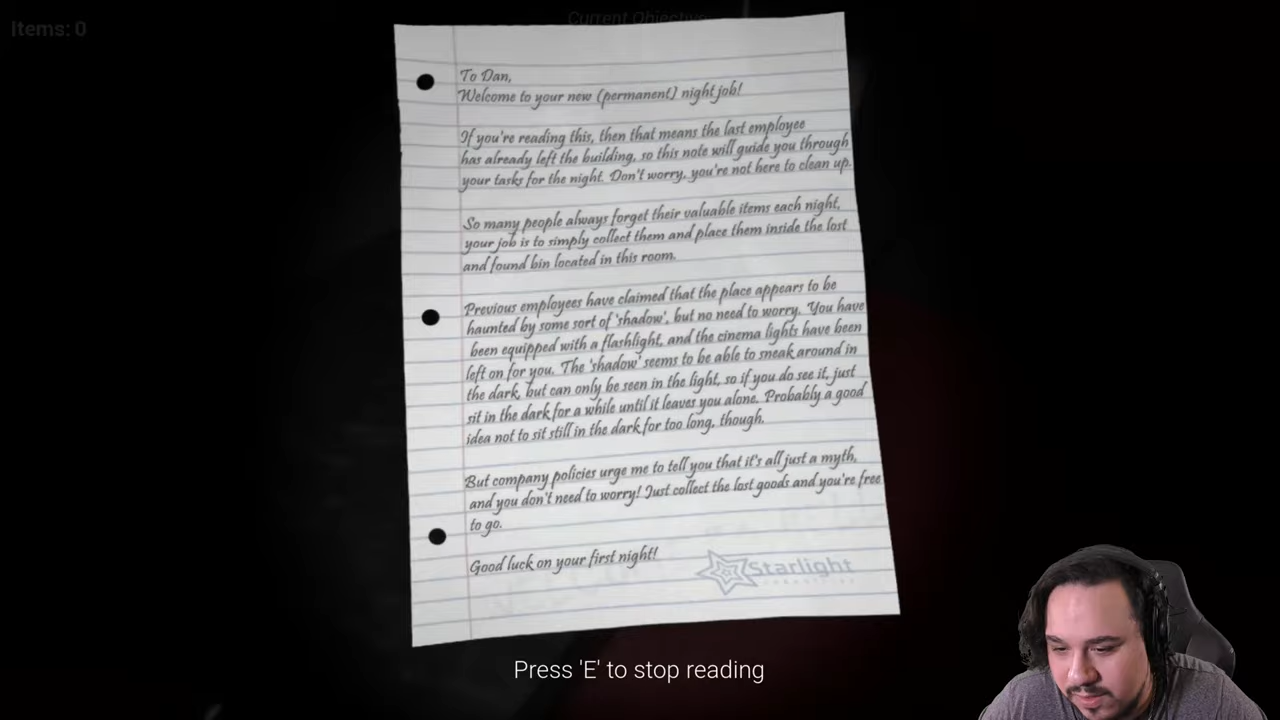 Items: 0
Current Objective
To Dan,
Welcome to your new (permanent) night job!
If you're reading this, then that means the last employee
has already left the building, so this note will guide you through
your tasks for the night. Don't worry, you're not here to clean up.
So many people always forget their valuable items each night,
your job is to simply collect them and place them inside the lost
and found bin located in this room.
Previous employees have claimed that the place appears to be
haunted by some sort of 'shadow', but no need to worry. You have
been equipped with a flashlight, and the cinema lights have been
left on for you. The 'shadow' seems to be able to sneak around in
the dark, but can only be seen in the light, so if you do see it, just
sit in the dark for a while until it leaves you alone. Probably a good
idea not to sit still in the dark for too long, though.
But company policies urge me to tell you that it's all just a myth,
and you don't need to worry! Just collect the lost goods and you're free
to go.
Good luck on your first night!
Starlight
Press 'E' to stop reading